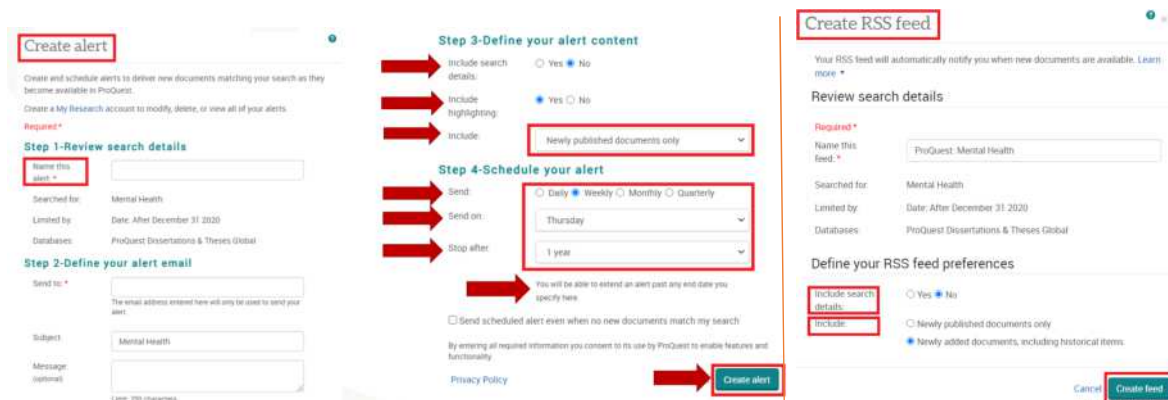 Create alert
Create and schedule alerts to deliver new documents matching your search as they
become available in ProQuest.
Create a My Research account to modify, delete, or view all of your alerts.
Required *
Step 1-Review search details
Name this
alert: *
Searched for: Mental Health
Limited by: Date: After December 31 2020
Databases: ProQuest Dissertations & Theses Global
Step 2-Define your alert email
Send to: *
The email address entered here will only be used to send your
alert.
Subject: Mental Health
Message:
(optional)
Limit: 250 characters
Step 3-Define your alert content
Include search
details:
Yes No
Include
highlighting:
Yes No
Include: Newly published documents only
Step 4-Schedule your alert
Send: Daily Weekly Monthly Quarterly
Send on: Thursday
Stop after: 1 year
You will be able to extend an alert past any end date you
specify here.
Send scheduled alert even when no new documents match my search
By entering all required information you consent to its use by ProQuest to enable features and
functionality.
Privacy Policy
Create alert
Create RSS feed
Your RSS feed will automatically notify you when new documents are available. Learn
more
Review search details
Required *
Name this
feed: *
ProQuest: Mental Health
Searched for: Mental Health
Limited by: Date: After December 31 2020
Databases: ProQuest Dissertations & Theses Global
Define your RSS feed preferences
Include search
details:
Yes No
Include: Newly published documents only
Newly added documents, including historical items
Cancel Create feed